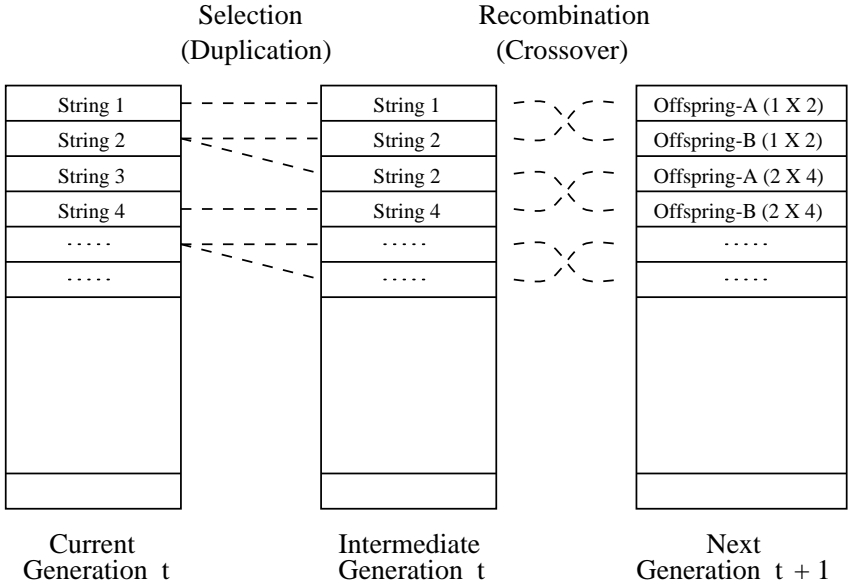 Selection
(Duplication)
Recombination
(Crossover)
String 1
String 2
String 3
String 4
.....
.....
String 1
String 2
String 2
String 4
.....
.....
Offspring-A (1 X 2)
Offspring-B (1 X 2)
Offspring-A (2 X 4)
Offspring-B (2 X 4)
.....
.....
Current
Generation t
Intermediate
Generation t
Next
Generation t + 1